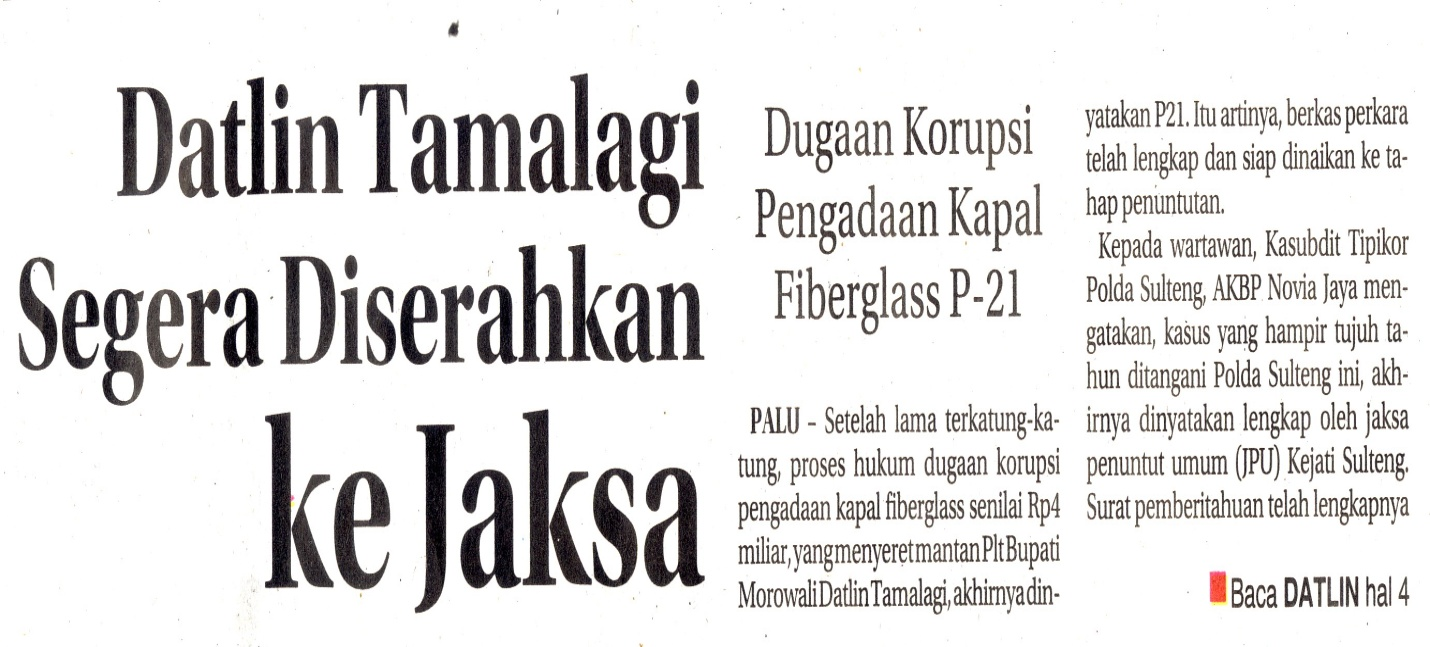 Datlin Tamalagi
Segera Diserahkan
ke Jaksa
Dugaan Korupsi
Pengadaan Kapal
Fiberglass P-21
PALU – Setelah lama terkatung-ka-
tung, proses hukum dugaan korupsi
pengadaan kapal fiberglass senilai Rp4
miliar, yang menyeret mantan Plt Bupati
Morowali Datlin Tamalagi, akhirnya din-
yatakan P21. Itu artinya, berkas perkara
telah lengkap dan siap dinaikan ke ta-
hap penuntutan.
Kepada wartawan, Kasubdit Tipikor
Polda Sulteng, AKBP Novia Jaya men-
gatakan, kasus yang hampir tujuh ta-
hun ditangani Polda Sulteng ini, akh-
irnya dinyatakan lengkap oleh jaksa
penuntut umum (JPU) Kejati Sulteng.
Surat pemberitahuan telah lengkapnya
Baca DATLIN hal 4